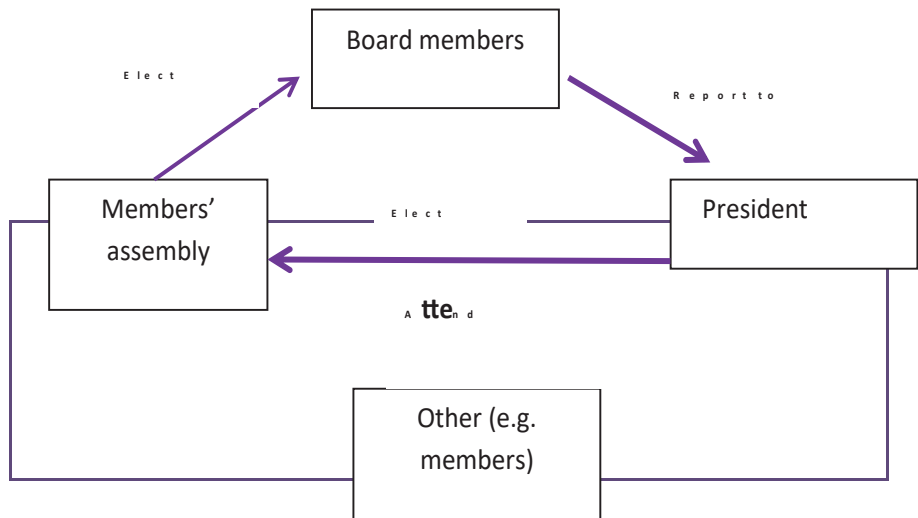 Board members
Elect
Report to
Members’
assembly
Elect
President
Attend
Other (e.g.
members)